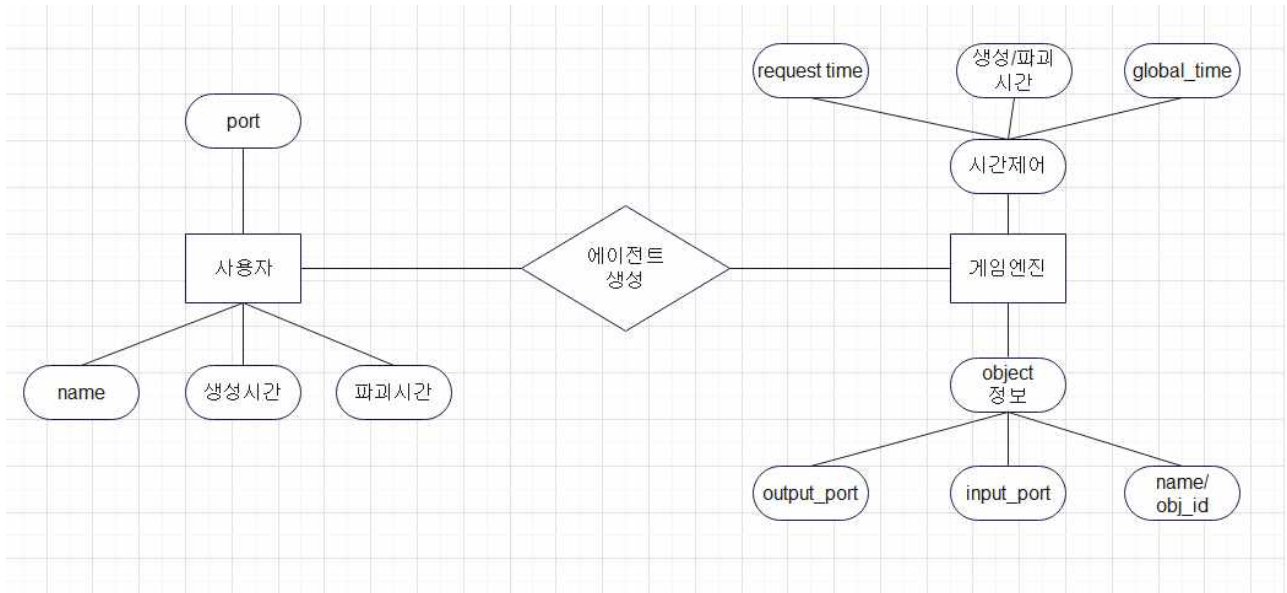 request time
생성/파괴
시간
global_time
port
시간제어
사용자
에이전트
생성
게임엔진
name
생성시간
파괴시간
object
정보
output_port
input_port
name/
obj_id